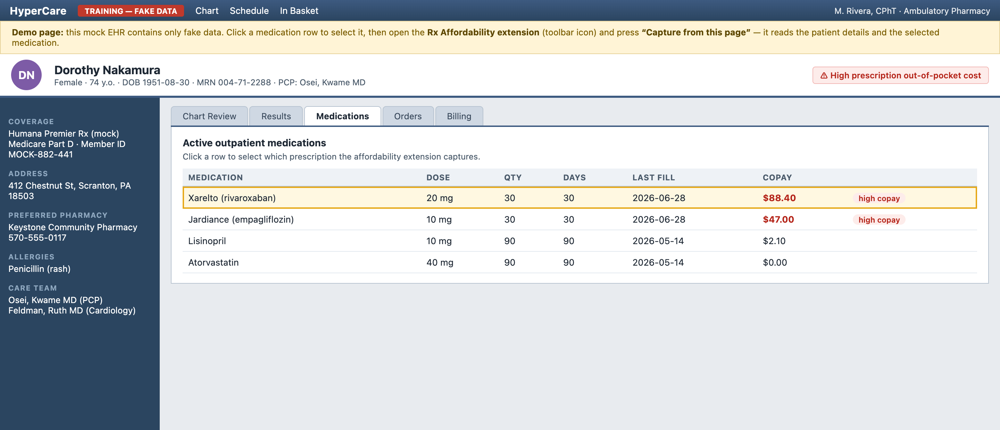 HyperCare TRAINING — FAKE DATA Chart Schedule In Basket M. Rivera, CPhT · Ambulatory Pharmacy
Demo page: this mock EHR contains only fake data. Click a medication row to select it, then open the Rx Affordability extension (toolbar icon) and press “Capture from this page” — it reads the patient details and the selected
medication.
DN
Dorothy Nakamura
Female · 74 y.o. · DOB 1951-08-30 · MRN 004-71-2288 · PCP: Osei, Kwame MD
⚠ High prescription out-of-pocket cost
COVERAGE
Humana Premier Rx (mock)
Medicare Part D · Member ID
MOCK-882-441
ADDRESS
412 Chestnut St, Scranton, PA
18503
PREFERRED PHARMACY
Keystone Community Pharmacy
570-555-0117
ALLERGIES
Penicillin (rash)
CARE TEAM
Osei, Kwame MD (PCP)
Feldman, Ruth MD (Cardiology)
Chart Review Results Medications Orders Billing
Active outpatient medications
Click a row to select which prescription the affordability extension captures.
MEDICATION DOSE QTY DAYS LAST FILL COPAY
Xarelto (rivaroxaban) 20 mg 30 30 2026-06-28 $88.40 high copay
Jardiance (empagliflozin) 10 mg 30 30 2026-06-28 $47.00 high copay
Lisinopril 10 mg 90 90 2026-05-14 $2.10
Atorvastatin 40 mg 90 90 2026-05-14 $0.00